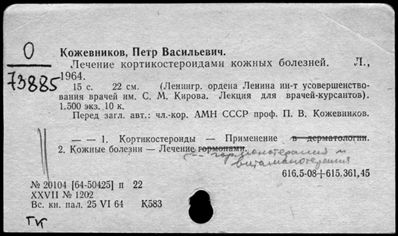 О
73885
Кожевников, Петр Васильевич.
Лечение кортикостероидами кожных болезней. Л.,
1964.
15 с. 22 см. (Ленингр. ордена Ленина ин-т усовершенство-
вания врачей им. С. М. Кирова. Лекция для врачей-курсантов).
1.500 экз. 10 к.
Перед загл. авт.: чл.-кор. АМН СССР проф. П. В. Кожевников.
— — 1. Кортикостероиды — Применение в дерматологии.
2. Кожные болезни — Лечение гормонами.
— гормонотерапия и
витаминотерапия
616.5-08+615.361,45
№ 20104 [64-50425] п 22
XXVII № 1202
Вс. кн. пал. 25 VI 64 К583